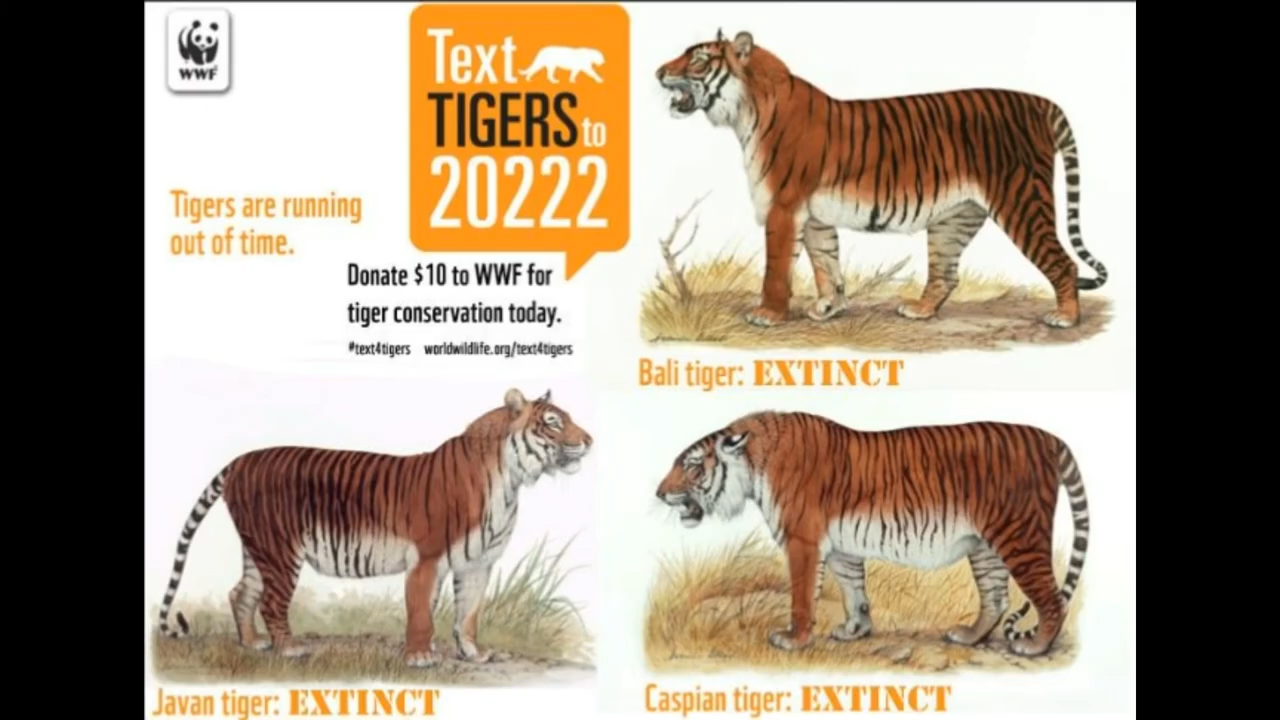 WWF
Text
TIGERS to
20222
Tigers are running
out of time.
Donate $10 to WWF for
tiger conservation today.
#text4tigers worldwildlife.org/text4tigers
Bali tiger: EXTINCT
Javan tiger: EXTINCT
Caspian tiger: EXTINCT